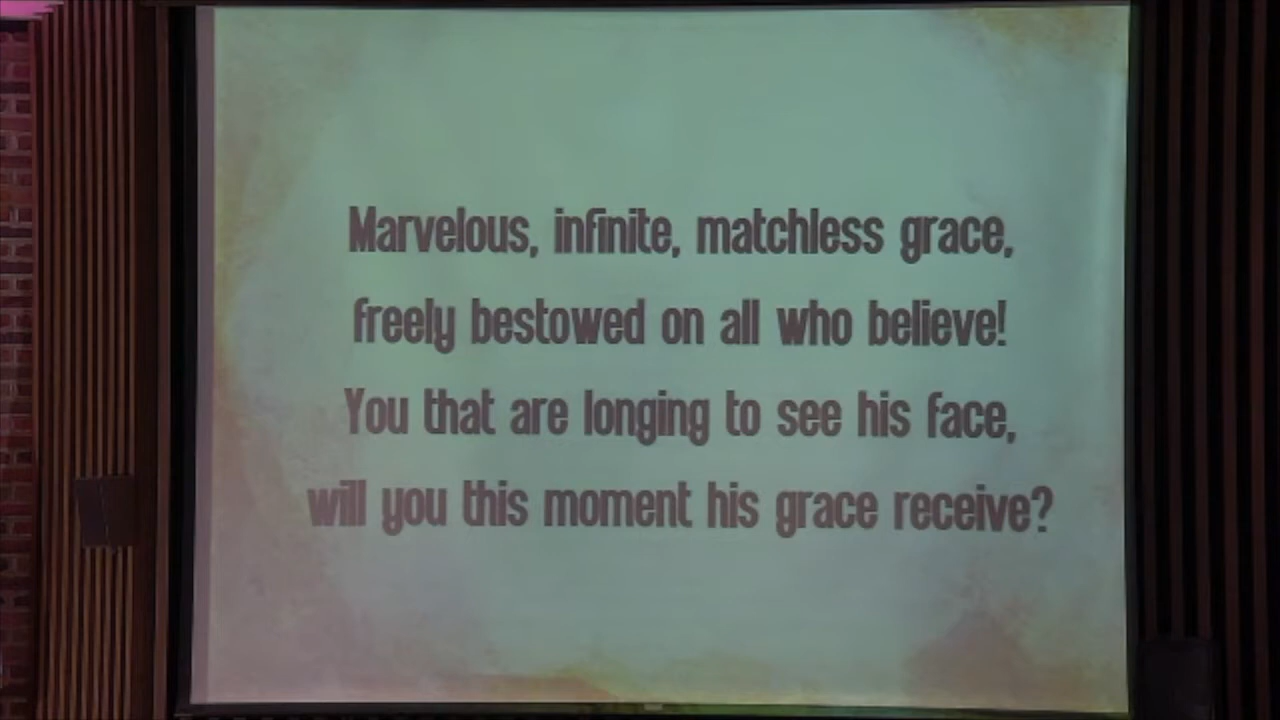 Marvelous, infinite, matchless grace,
freely bestowed on all who believe!
You that are longing to see his face,
will you this moment his grace receive?